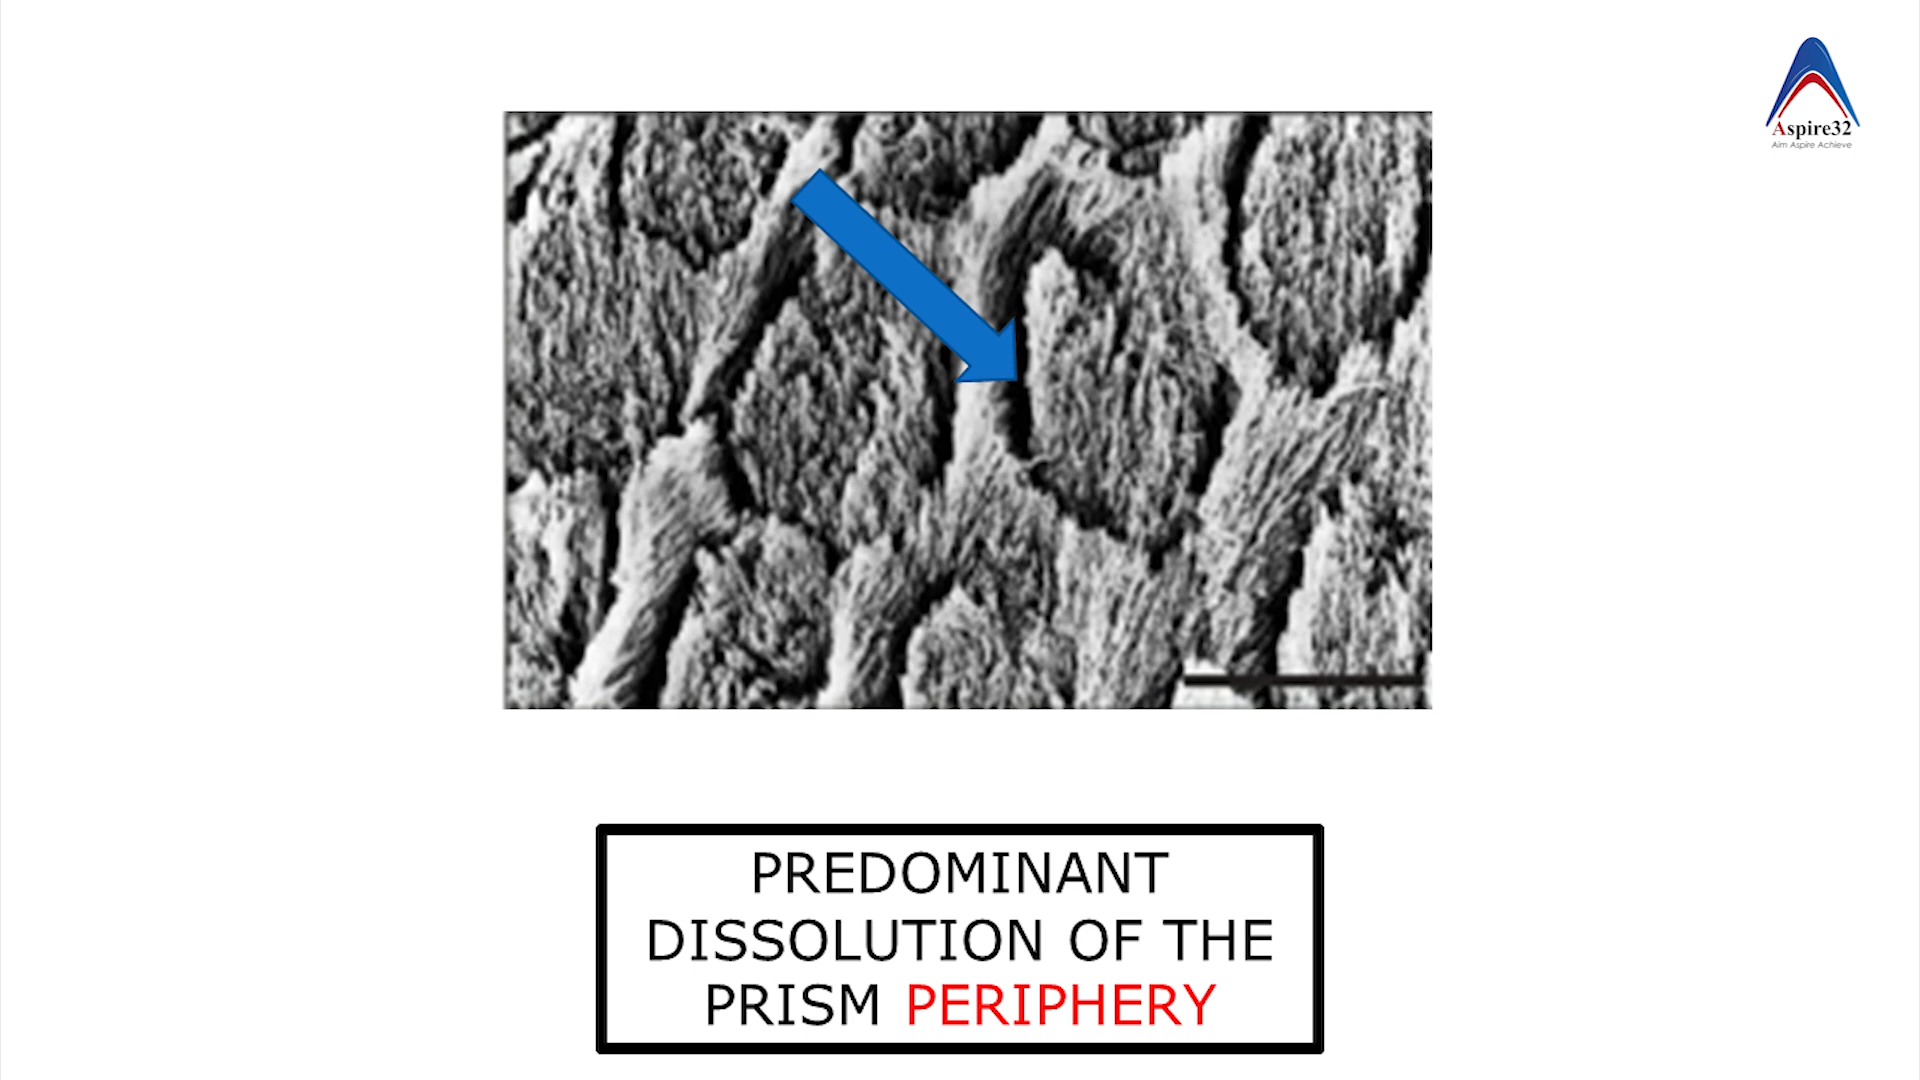 Aspire32
Aim Aspire Achieve
PREDOMINANT
DISSOLUTION OF THE
PRISM PERIPHERY